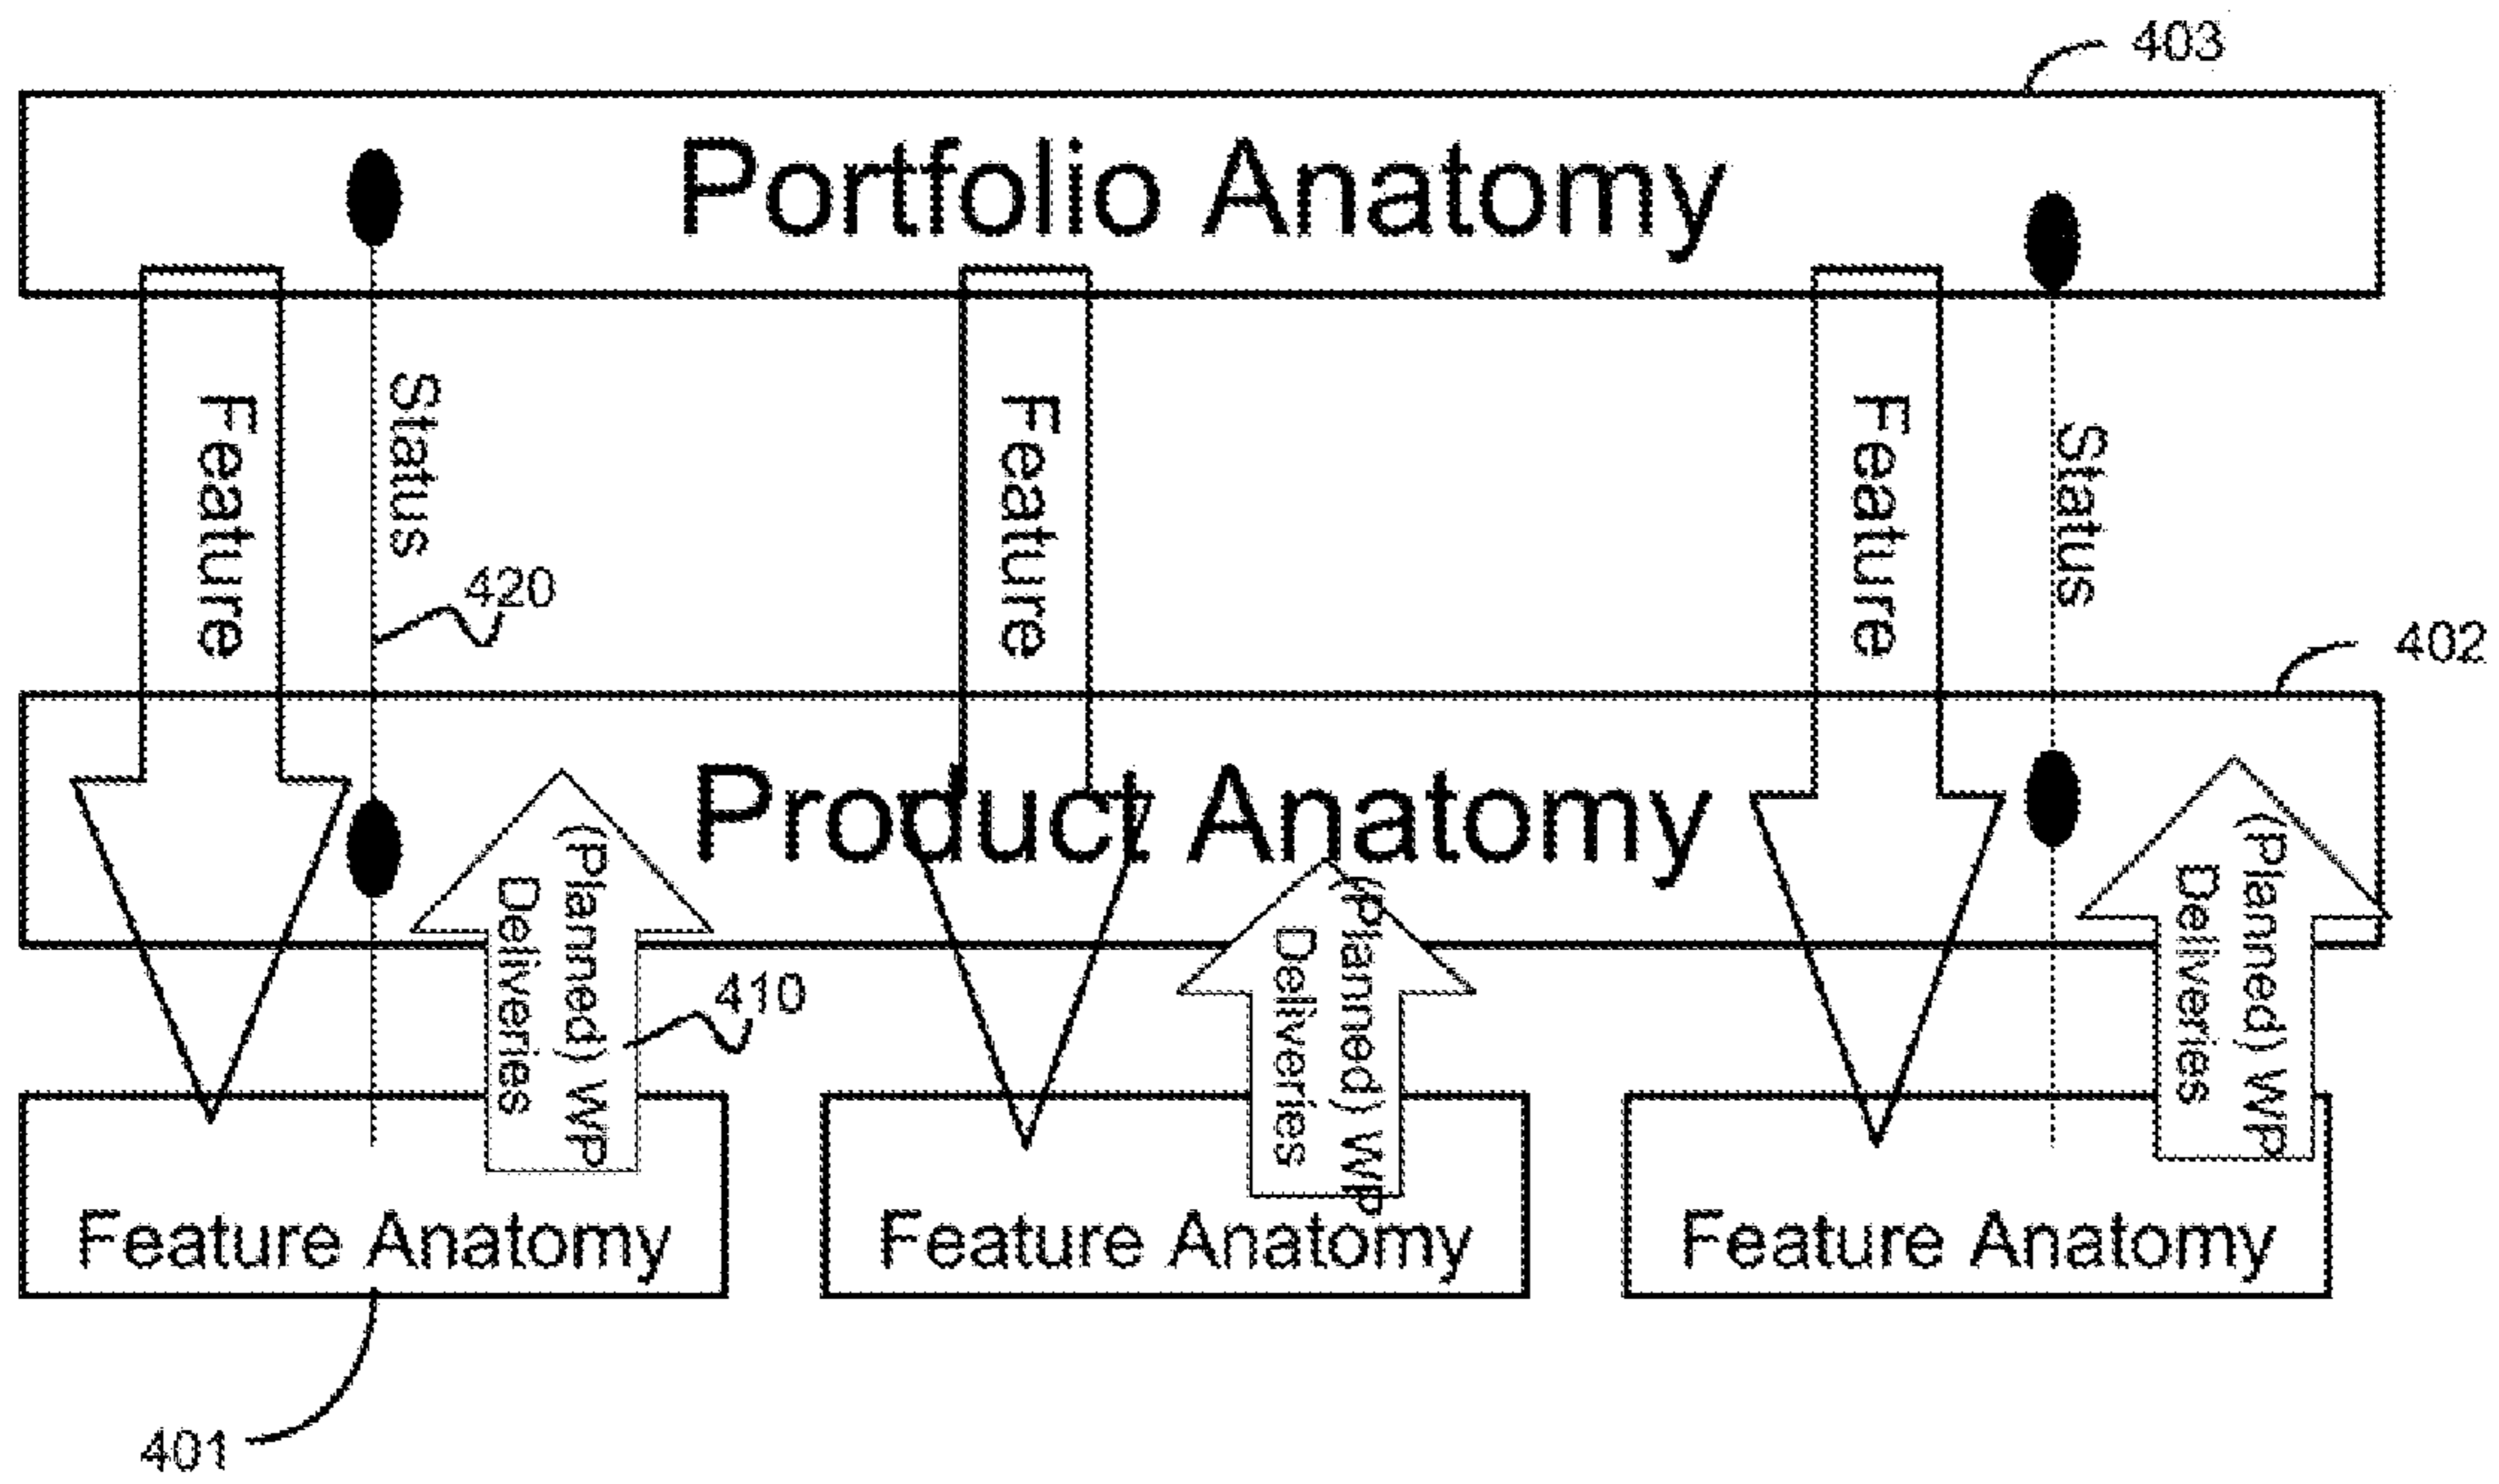 403
Portfolio Anatomy
Feature
Status
Feature
Feature
Status
420
402
Product Anatomy
(Planned) WP
Deliveries
(Planned) WP
Deliveries
(Planned) WP
Deliveries
410
Feature Anatomy
Feature Anatomy
Feature Anatomy
401